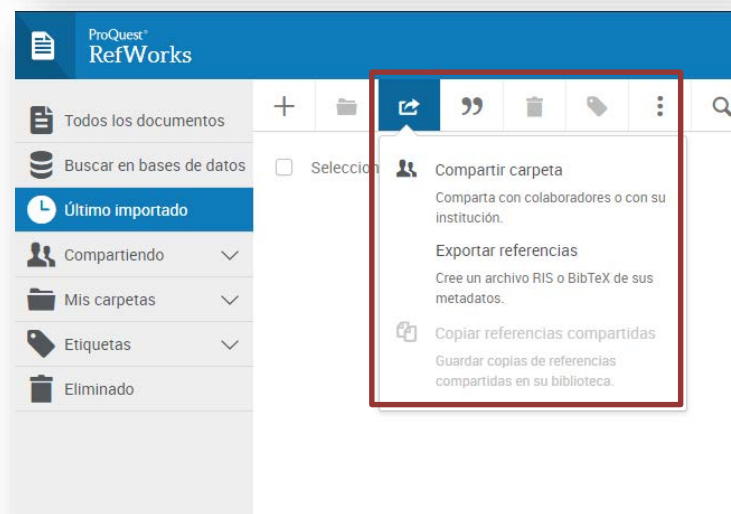 ProQuest®
RefWorks
Todos los documentos
Buscar en bases de datos
Último importado
Compartiendo
Mis carpetas
Etiquetas
Eliminado
Seleccion
Compartir carpeta
Comparta con colaboradores o con su
institución.
Exportar referencias
Cree un archivo RIS o BibTeX de sus
metadatos.
Copiar referencias compartidas
Guardar copias de referencias
compartidas en su biblioteca.